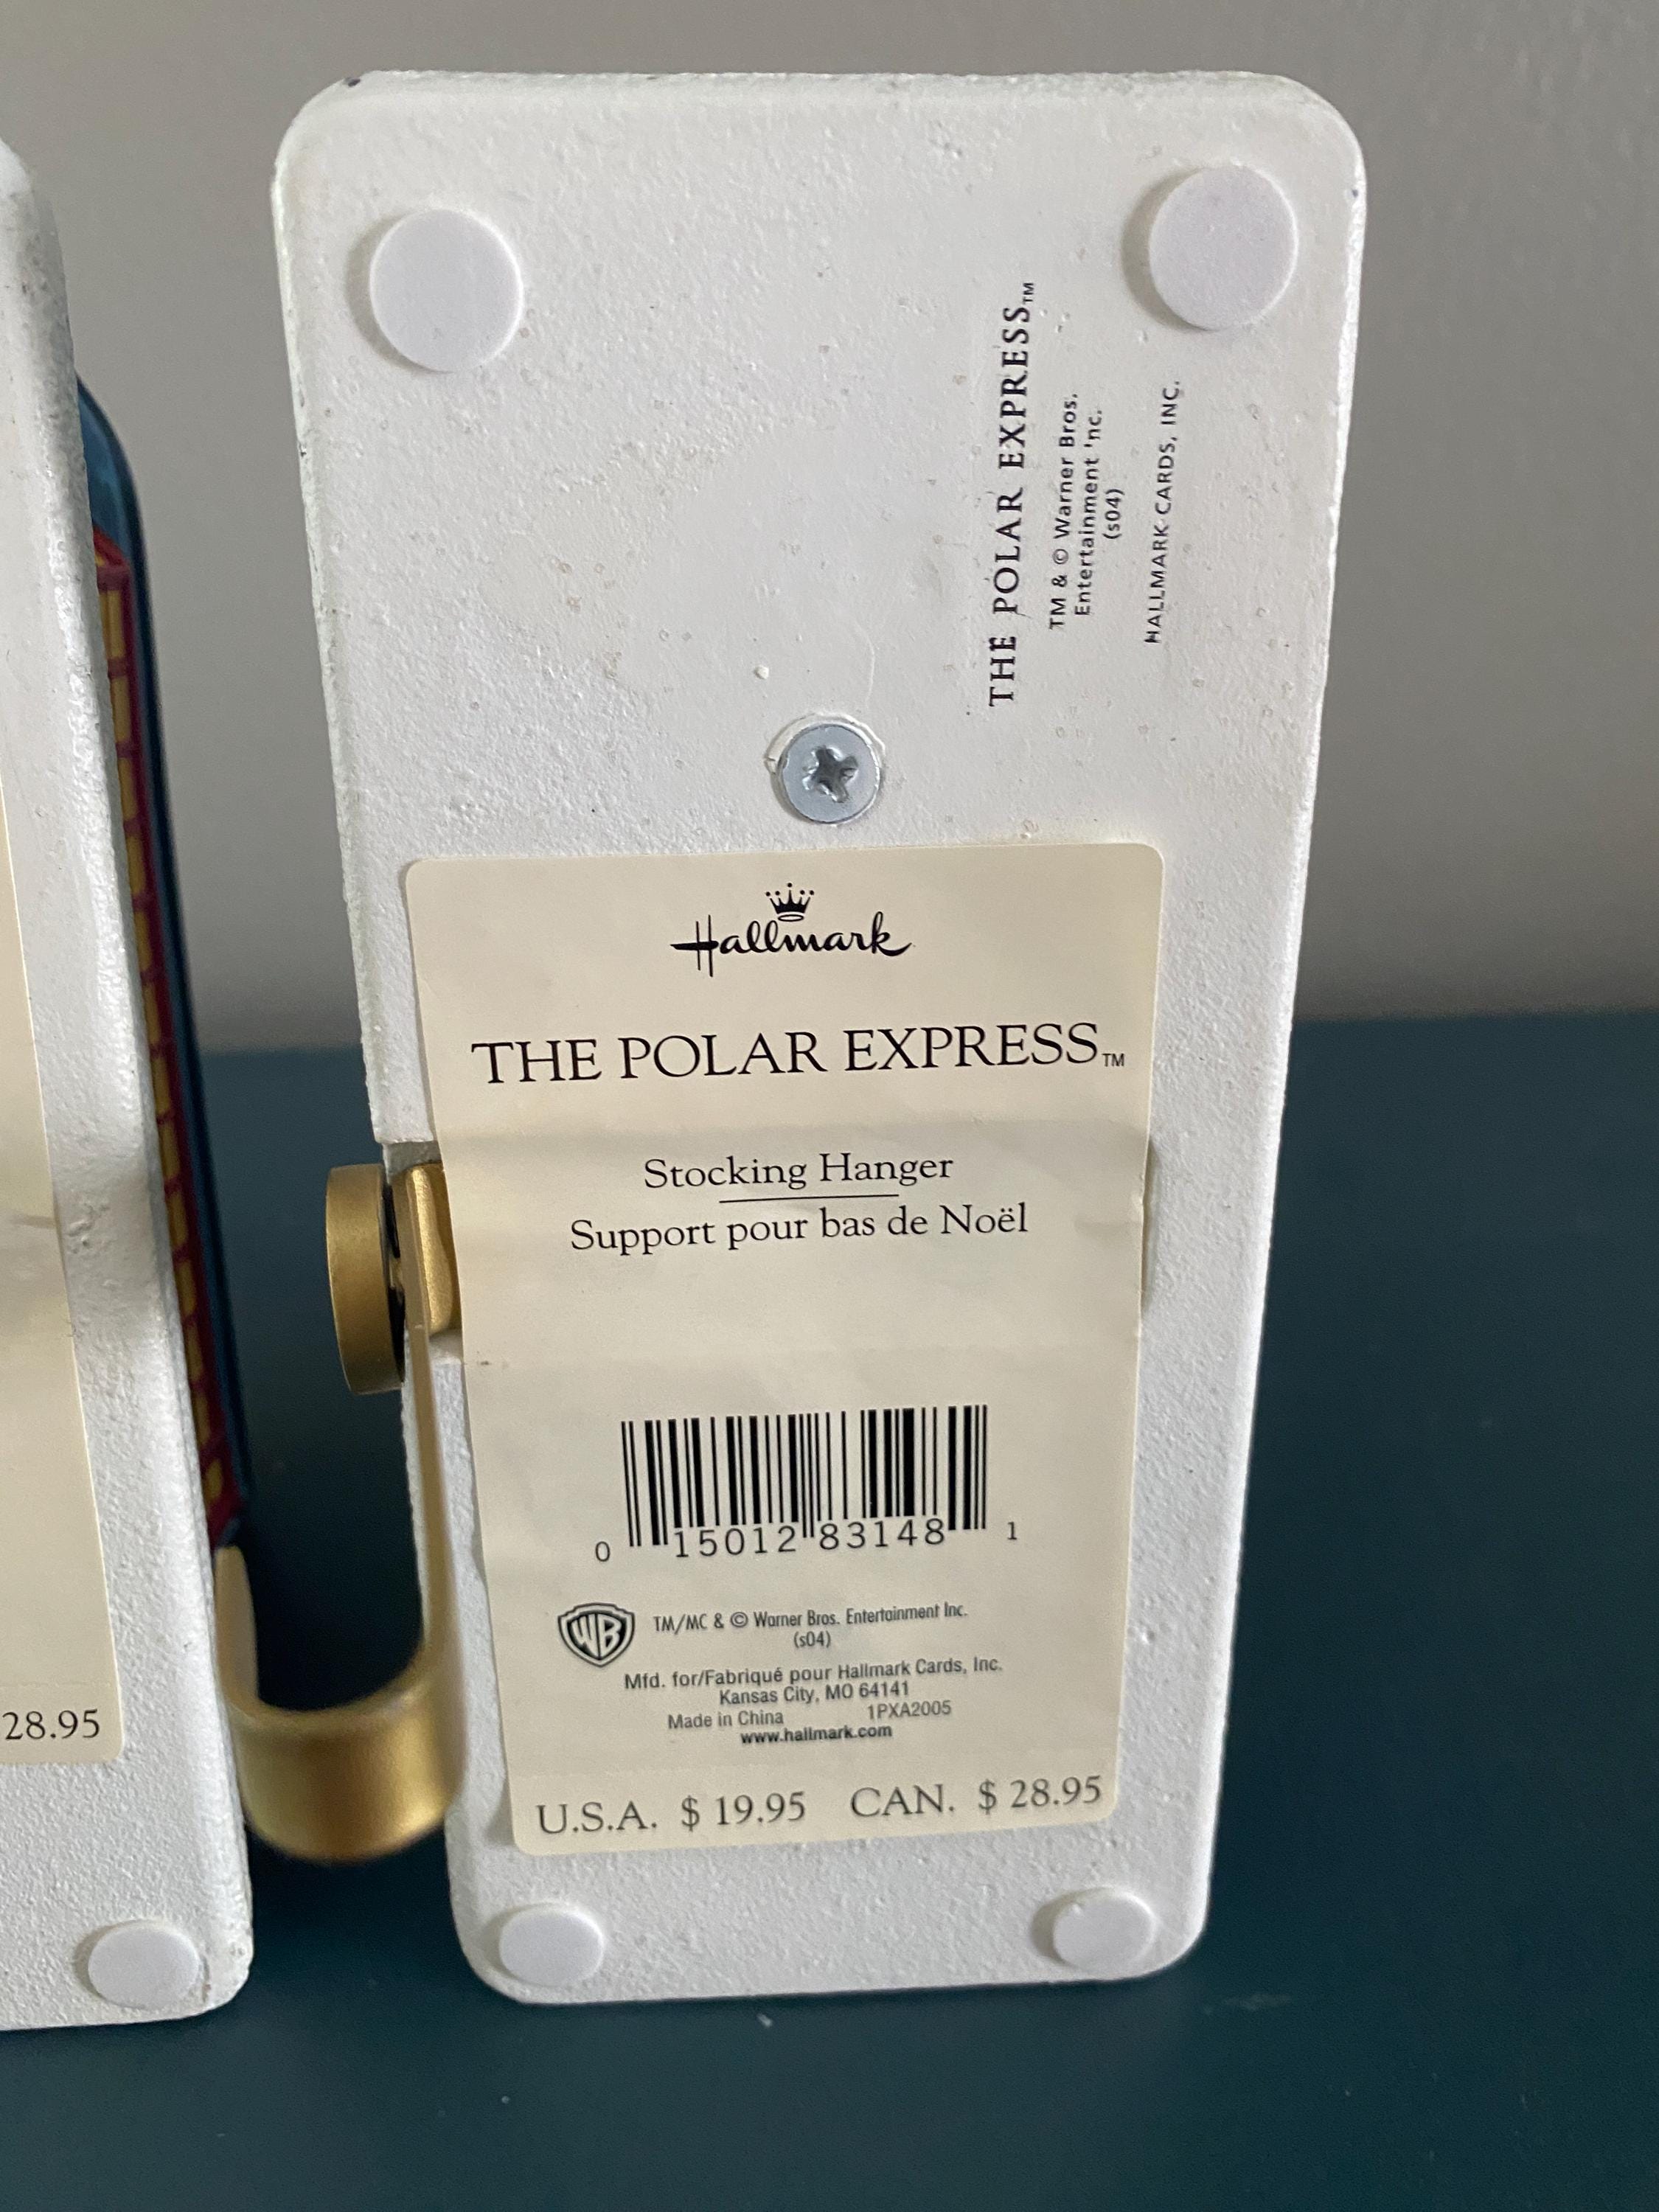 THE POLAR EXPRESS™
TM & © Warner Bros.
Entertainment Inc.
(s04)
HALLMARK CARDS, INC.
Hallmark
THE POLAR EXPRESS™
Stocking Hanger
Support pour bas de Noël
0 15012 83148 1
WB
TM/MC & © Warner Bros. Entertainment Inc.
(s04)
Mfd. for/Fabriqué pour Hallmark Cards, Inc.
Kansas City, MO 64141
Made in China 1PXA2005
www.hallmark.com
U.S.A. $ 19.95 CAN. $ 28.95
28.95